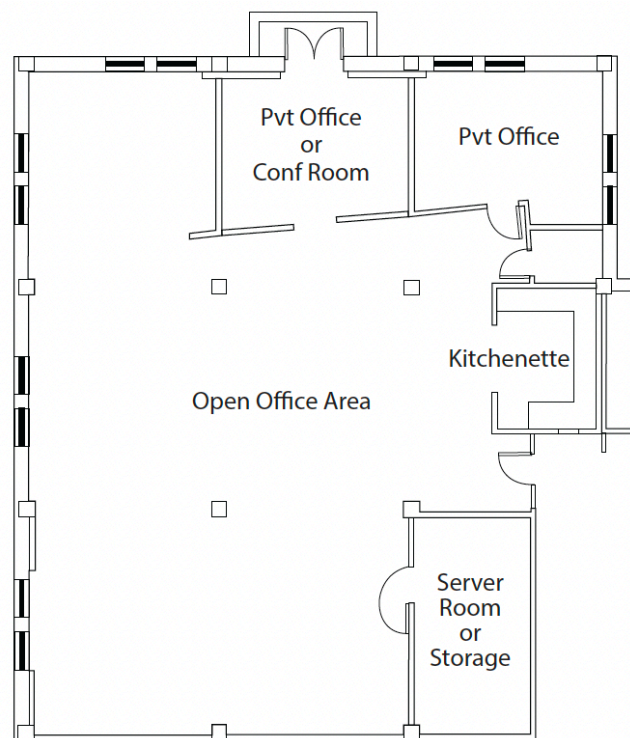 Pvt Office
or
Conf Room
Pvt Office
Kitchenette
Open Office Area
Server
Room
or
Storage